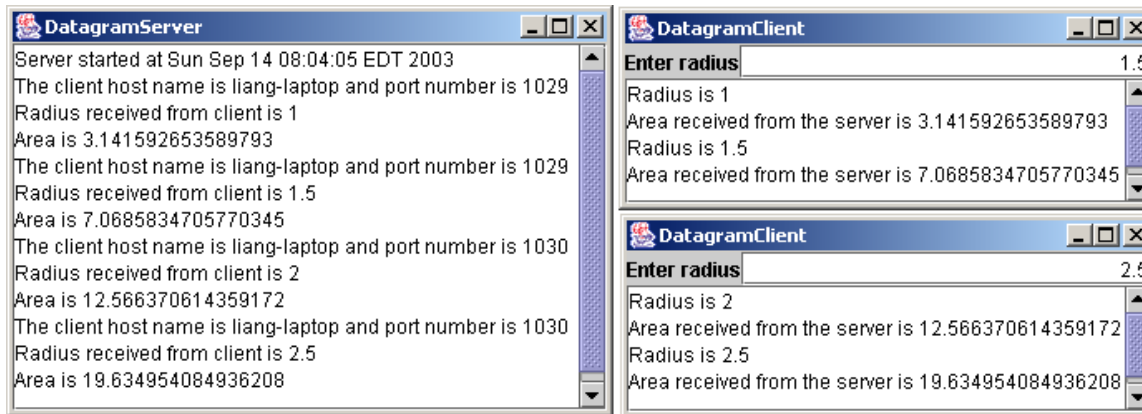 DatagramServer
Server started at Sun Sep 14 08:04:05 EDT 2003
The client host name is liang-laptop and port number is 1029
Radius received from client is 1
Area is 3.141592653589793
The client host name is liang-laptop and port number is 1029
Radius received from client is 1.5
Area is 7.0685834705770345
The client host name is liang-laptop and port number is 1030
Radius received from client is 2
Area is 12.566370614359172
The client host name is liang-laptop and port number is 1030
Radius received from client is 2.5
Area is 19.634954084936208
DatagramClient
Enter radius 1.5
Radius is 1
Area received from the server is 3.141592653589793
Radius is 1.5
Area received from the server is 7.0685834705770345
DatagramClient
Enter radius 2.5
Radius is 2
Area received from the server is 12.566370614359172
Radius is 2.5
Area received from the server is 19.634954084936208